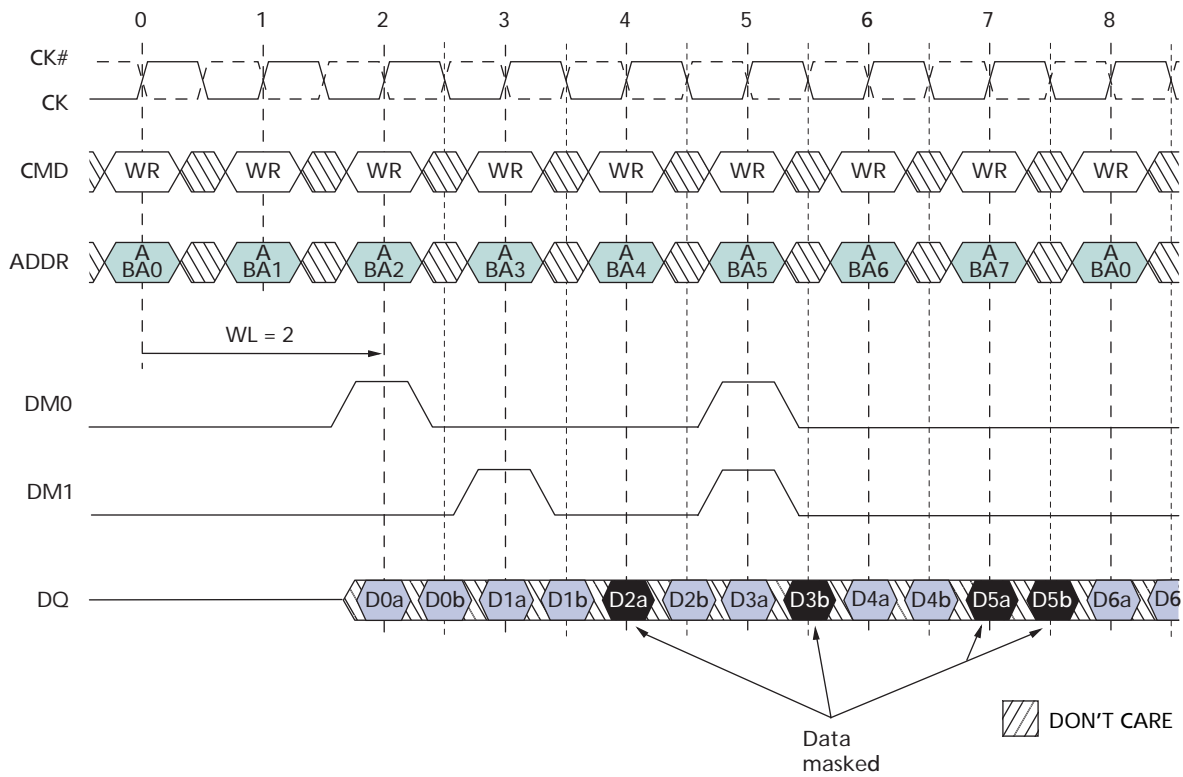 0 1 2 3 4 5 6 7 8
CK#
CK
CMD WR WR WR WR WR WR WR WR WR
ADDR A BA0 A BA1 A BA2 A BA3 A BA4 A BA5 A BA6 A BA7 A BA0
WL = 2
DM0
DM1
DQ D0a D0b D1a D1b D2a D2b D3a D3b D4a D4b D5a D5b D6a D6
DON'T CARE
Data
masked